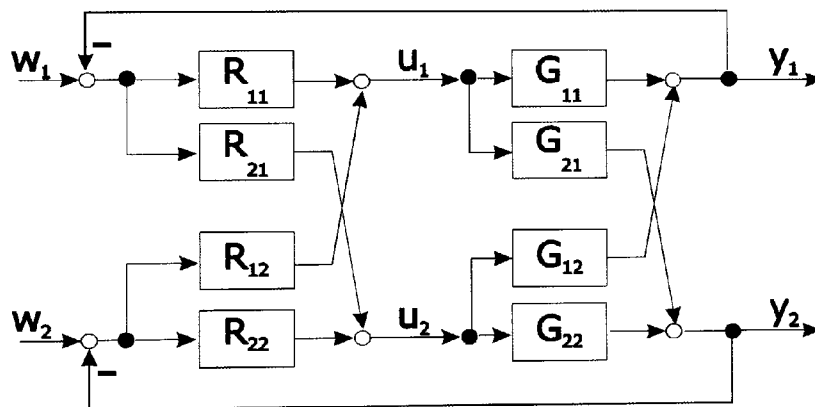 −
w₁ R₁₁ u₁ G₁₁ y₁
R₂₁ G₂₁
R₁₂ G₁₂
w₂ R₂₂ u₂ G₂₂ y₂
−